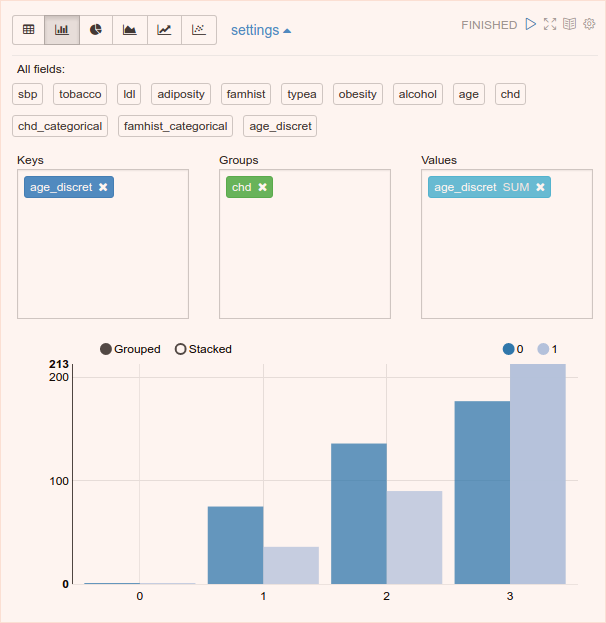 settings FINISHED
All fields:
sbp tobacco ldl adiposity famhist typea obesity alcohol age chd
chd_categorical famhist_categorical age_discret
Keys Groups Values
age_discret chd age_discret SUM
Grouped Stacked 0 1
213
200
100
0
0 1 2 3